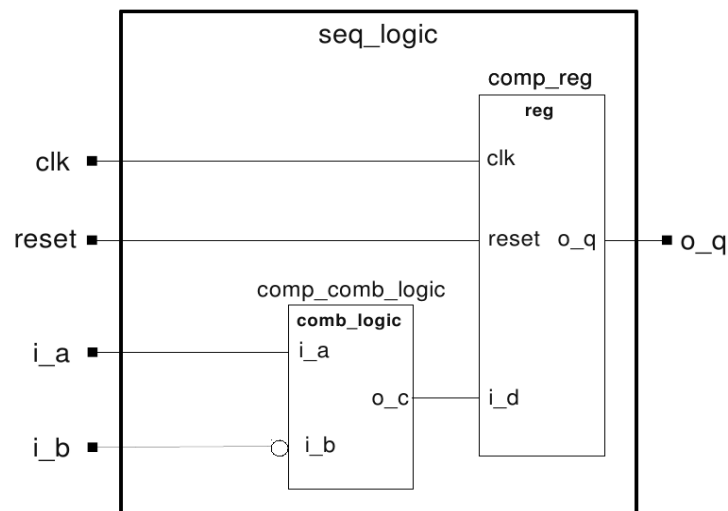 seq_logic
comp_reg
reg
clk
clk
reset
reset o_q
o_q
comp_comb_logic
comb_logic
i_a
i_a
o_c
i_d
i_b
i_b